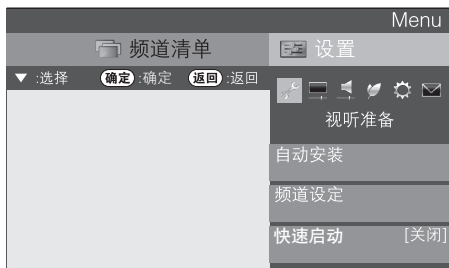 Menu
频道清单
设置
▼ :选择 确定 :确定 返回 :返回
视听准备
自动安装
频道设定
快速启动 [关闭]